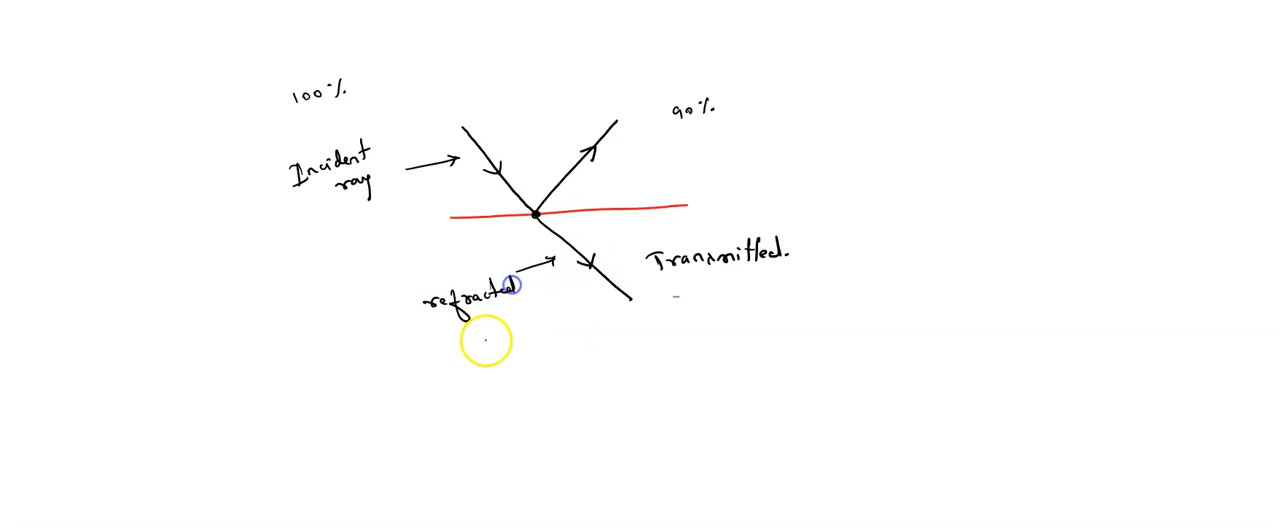 100%
90%
Incident
ray
Transmitted.
refracted